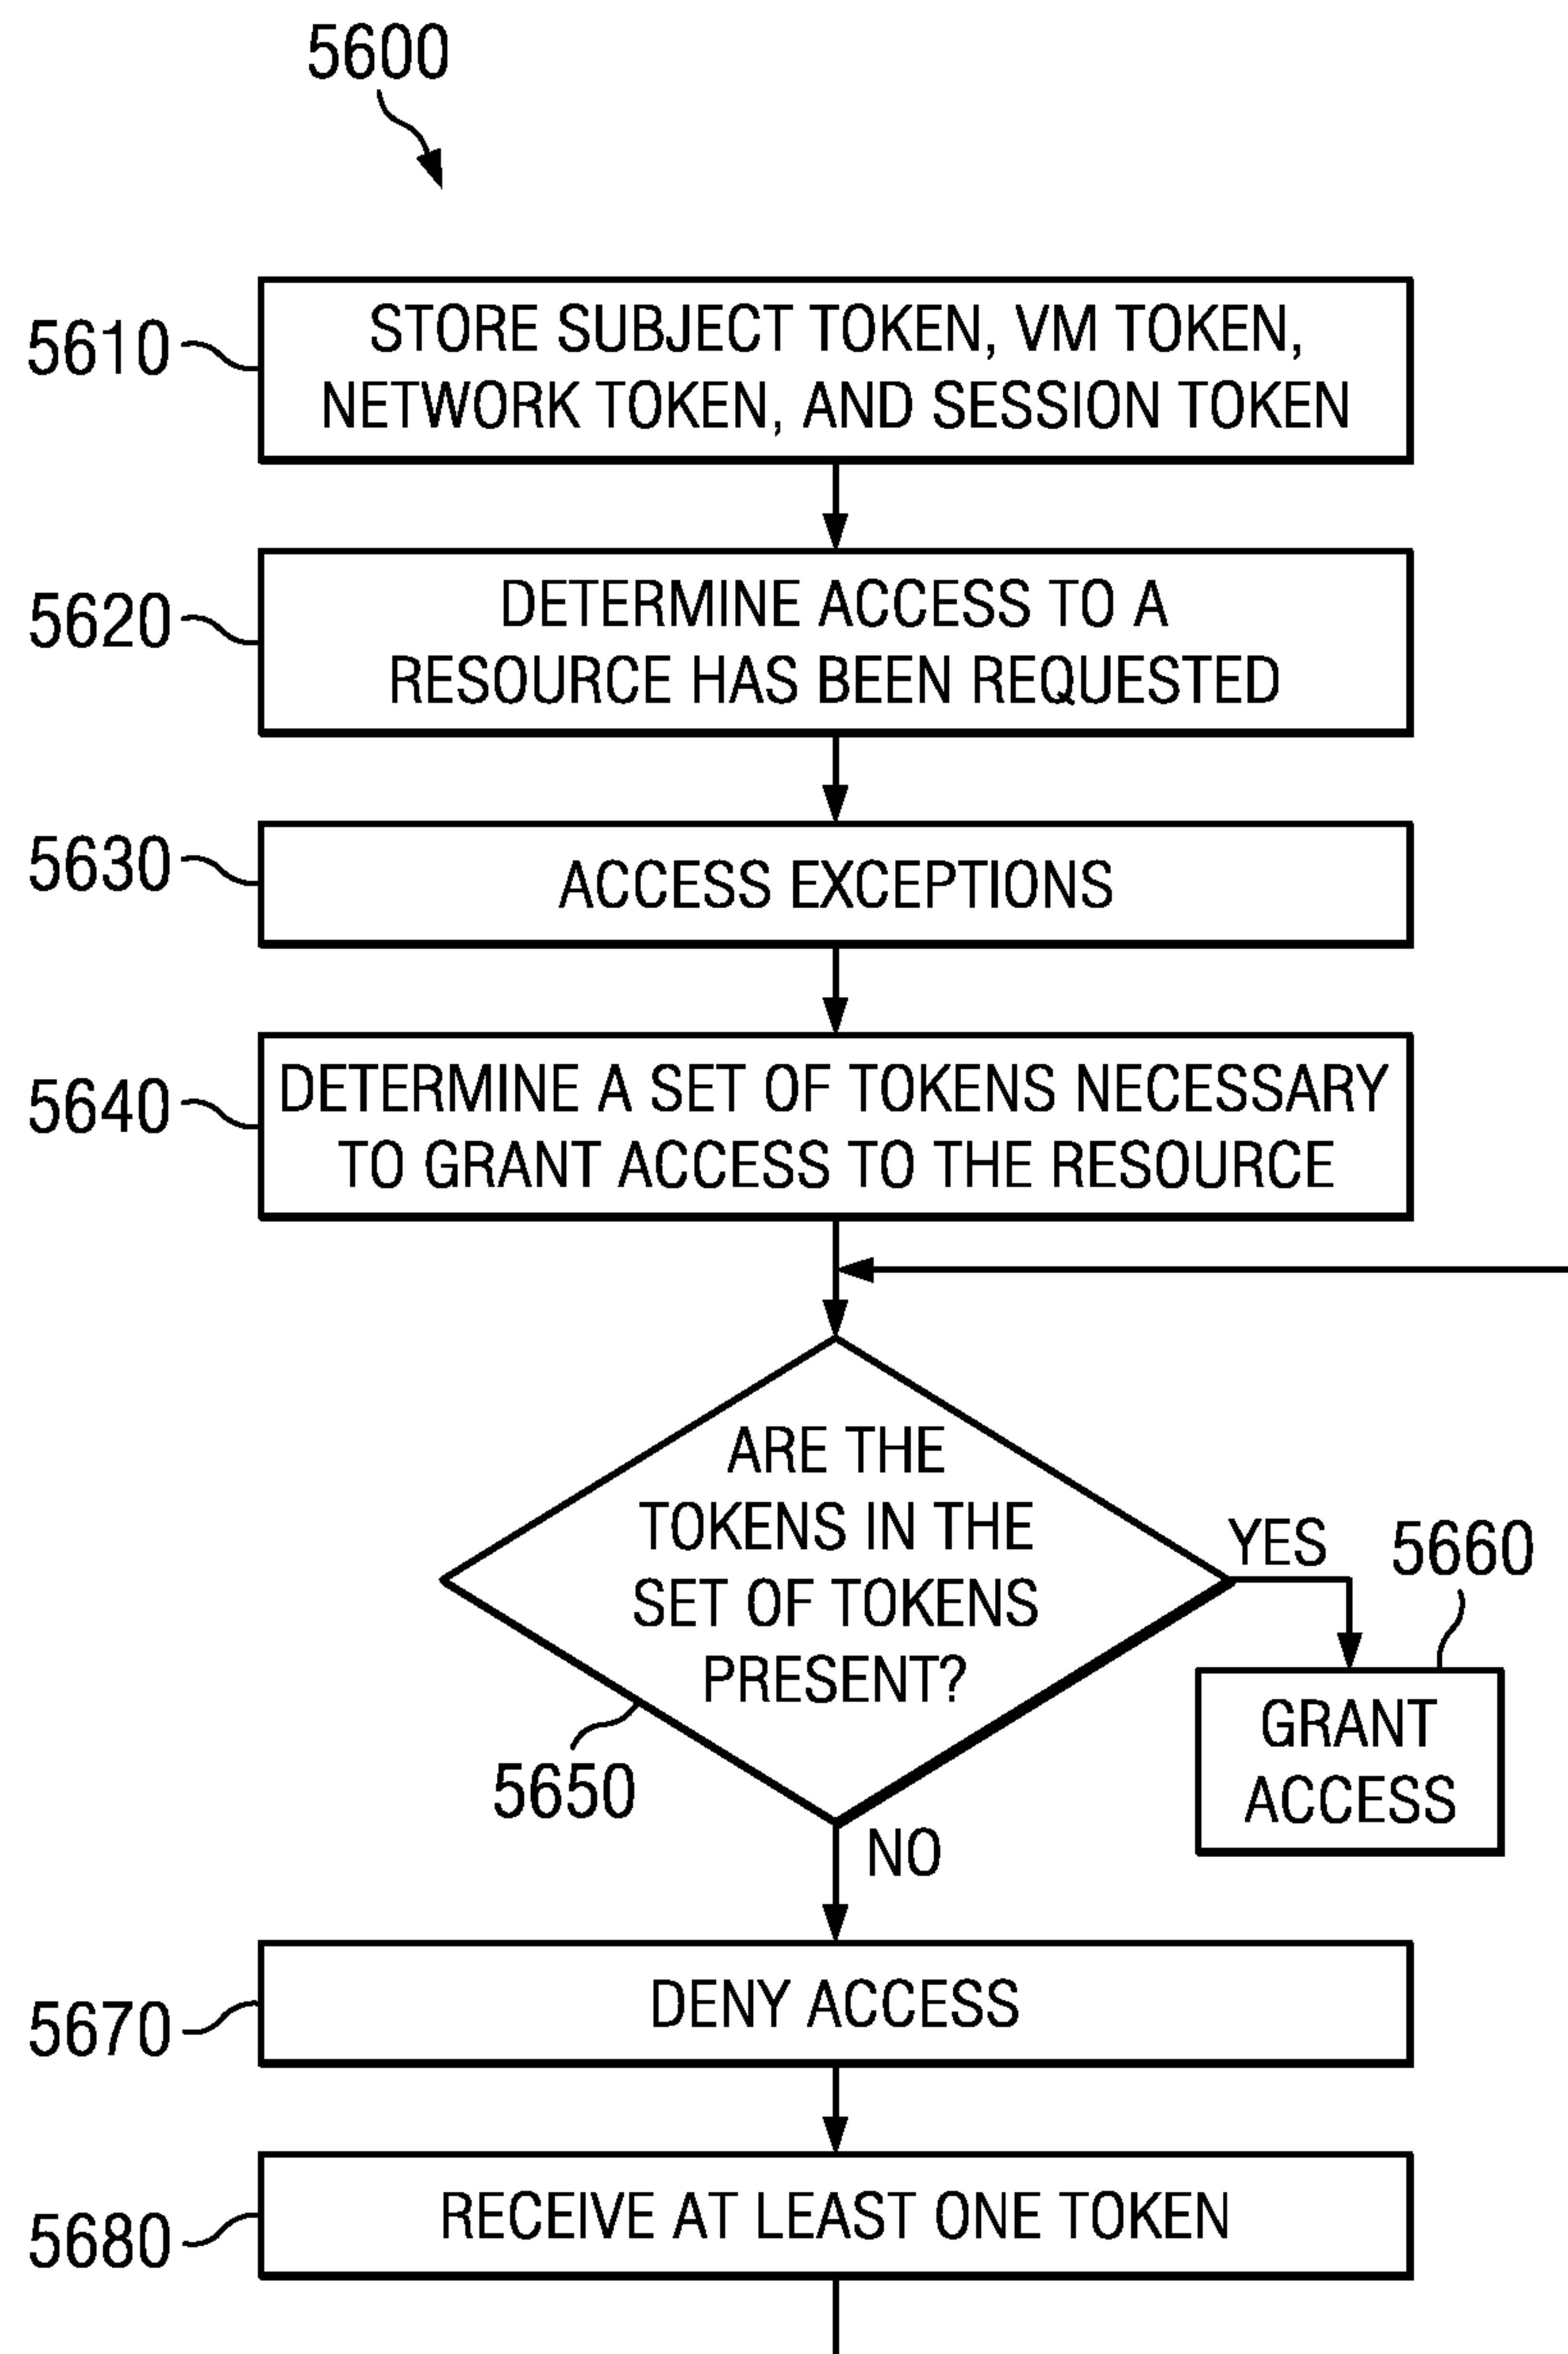 5600
5610
STORE SUBJECT TOKEN, VM TOKEN,
NETWORK TOKEN, AND SESSION TOKEN
5620
DETERMINE ACCESS TO A
RESOURCE HAS BEEN REQUESTED
5630
ACCESS EXCEPTIONS
5640
DETERMINE A SET OF TOKENS NECESSARY
TO GRANT ACCESS TO THE RESOURCE
ARE THE
TOKENS IN THE
SET OF TOKENS
PRESENT?
5650
YES
5660
GRANT
ACCESS
NO
5670
DENY ACCESS
5680
RECEIVE AT LEAST ONE TOKEN